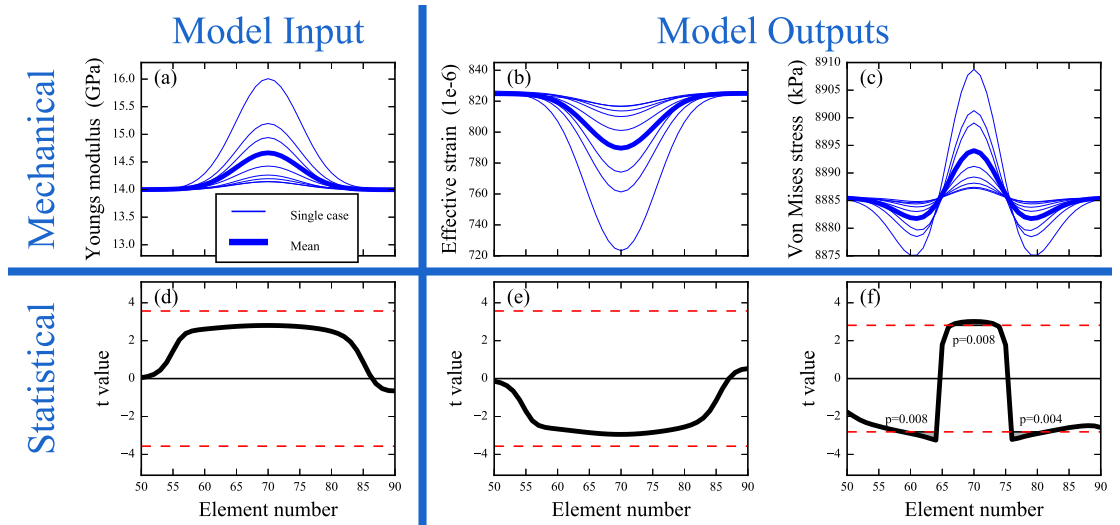 Model Input
Model Outputs
Mechanical
Statistical
(a)
Youngs modulus (GPa)
16.0
15.5
15.0
14.5
14.0
13.5
13.0
Single case
Mean
(b)
Effective strain (1e-6)
840
820
800
780
760
740
720
(c)
Von Mises stress (kPa)
8910
8905
8900
8895
8890
8885
8880
8875
(d)
t value
4
2
0
−2
−4
50 55 60 65 70 75 80 85 90
Element number
(e)
t value
4
2
0
−2
−4
50 55 60 65 70 75 80 85 90
Element number
(f)
t value
4
2
0
−2
−4
p=0.008
p=0.008
p=0.004
50 55 60 65 70 75 80 85 90
Element number